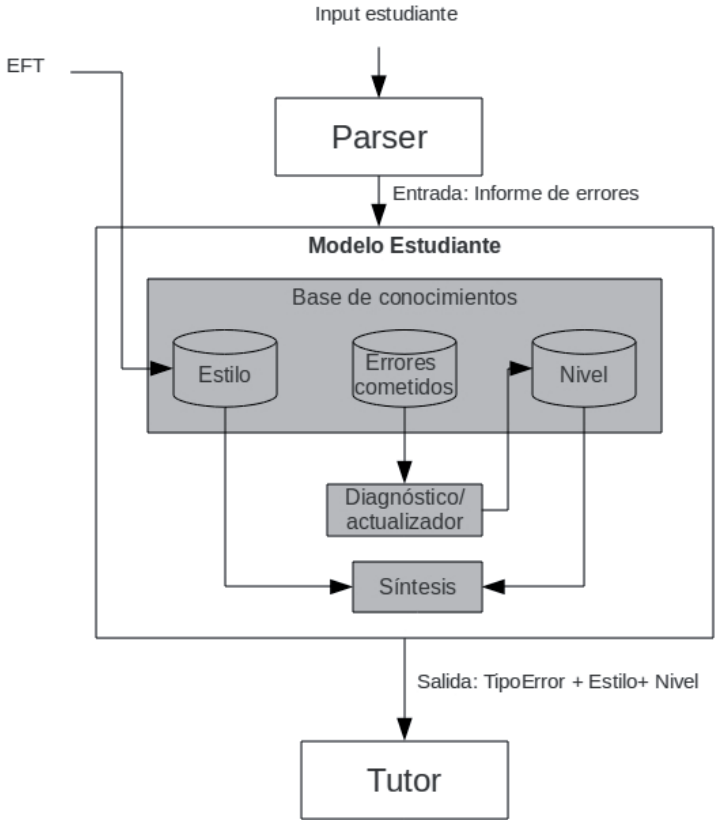 Input estudiante
EFT
Parser
Entrada: Informe de errores
Modelo Estudiante
Base de conocimientos
Estilo
Errores
cometidos
Nivel
Diagnóstico/
actualizador
Síntesis
Salida: TipoError + Estilo+ Nivel
Tutor